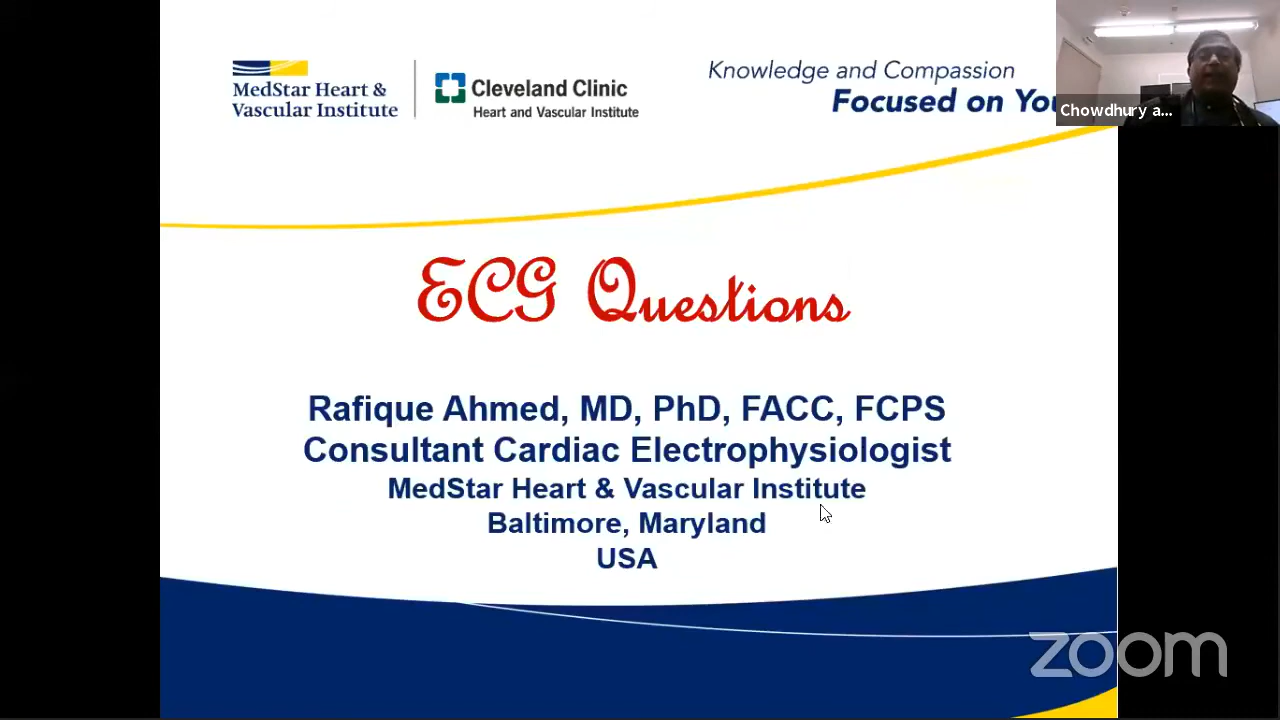 MedStar Heart &
Vascular Institute
Cleveland Clinic
Heart and Vascular Institute
Knowledge and Compassion
Focused on You
Chowdhury a...
ECG Questions
Rafique Ahmed, MD, PhD, FACC, FCPS
Consultant Cardiac Electrophysiologist
MedStar Heart & Vascular Institute
Baltimore, Maryland
USA
zoom